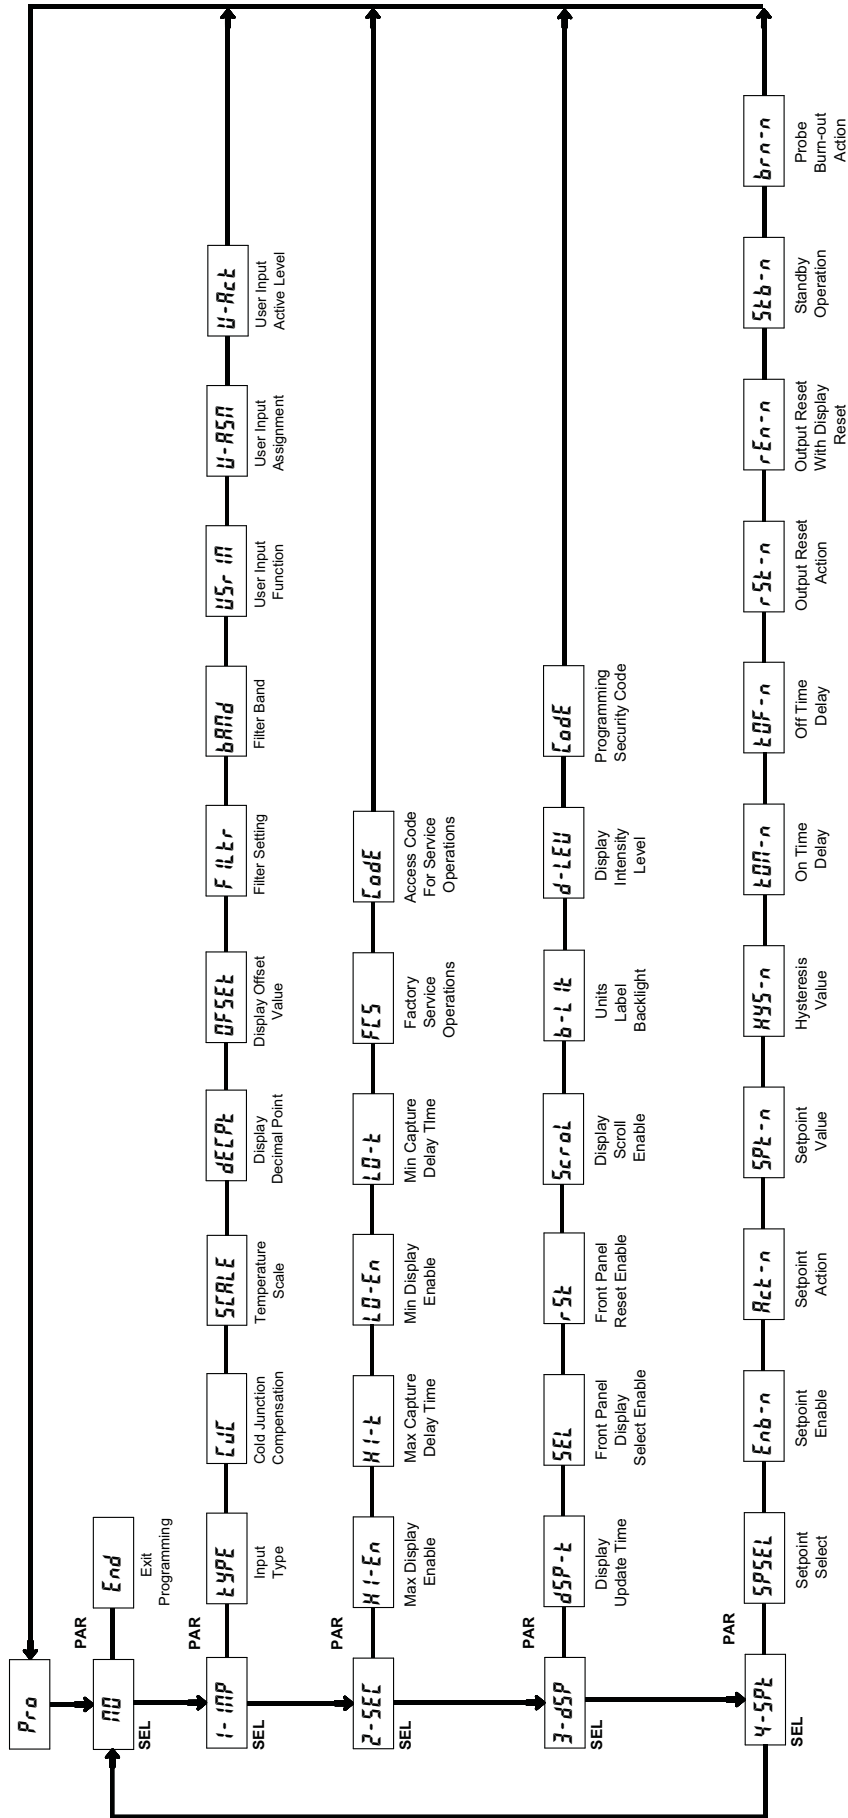 Pro
NO
SEL
PAR
End
Exit
Programming
1-INP
SEL
PAR
tYPE
Input
Type
CJC
Cold Junction
Compensation
SCALE
Temperature
Scale
dECPt
Display
Decimal Point
OFSEt
Display Offset
Value
FILtr
Filter Setting
bANd
Filter Band
USr IN
User Input
Function
U-ASN
User Input
Assignment
U-Act
User Input
Active Level
2-SEC
SEL
PAR
HI-En
Max Display
Enable
HI-t
Max Capture
Delay Time
LO-En
Min Display
Enable
LO-t
Min Capture
Delay TIme
FCS
Factory
Service
Operations
CodE
Access Code
For Service
Operations
3-dSP
SEL
PAR
dSP-t
Display
Update Time
SEL
Front Panel
Display
Select Enable
rSt
Front Panel
Reset Enable
ScroL
Display
Scroll
Enable
b-LIt
Units
Label
Backlight
d-LEV
Display
Intensity
Level
CodE
Programming
Security Code
4-SPt
SEL
PAR
SPSEL
Setpoint
Select
Enb-n
Setpoint
Enable
Act-n
Setpoint
Action
SPt-n
Setpoint
Value
HYS-n
Hysteresis
Value
tON-n
On Time
Delay
tOF-n
Off Time
Delay
rSt-n
Output Reset
Action
rEn-n
Output Reset
With Display
Reset
Stb-n
Standby
Operation
brn-n
Probe
Burn-out
Action